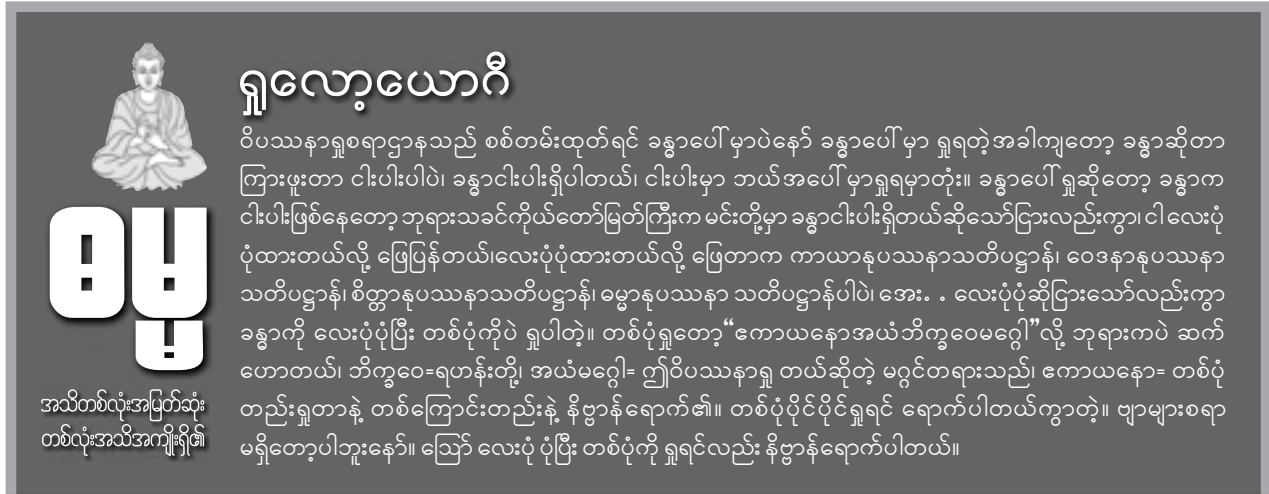 ရှုလော့ယောဂီ
ဝိပဿနာရှုစရာဌာနသည် စစ်တမ်းထုတ်ရင် ခန္ဓာပေါ်မှာပဲနော် ခန္ဓာပေါ်မှာ ရှုရတဲ့အခါကျတော့ ခန္ဓာဆိုတာ
ကြားဖူးတာ ငါးပါးပါပဲ၊ ခန္ဓာငါးပါးရှိပါတယ်၊ ငါးပါးမှာ ဘယ်အပေါ်မှာရှုရမှာတုံး။ ခန္ဓာပေါ်ရှုဆိုတော့ ခန္ဓာက
ငါးပါးဖြစ်နေတော့ ဘုရားသခင်ကိုယ်တော်မြတ်ကြီးက မင်းတို့မှာ ခန္ဓာငါးပါးရှိတယ်ဆိုသော်ငြားလည်းကွာ၊ ငါ လေးပုံ
ပုံထားတယ်လို့ ဖြေပြန်တယ်၊လေးပုံပုံထားတယ်လို့ ဖြေတာက ကာယာနုပဿနာသတိပဋ္ဌာန်၊ ဝေဒနာနုပဿနာ
သတိပဋ္ဌာန်၊ စိတ္တာနုပဿနာသတိပဋ္ဌာန်၊ ဓမ္မာနုပဿနာ သတိပဋ္ဌာန်ပါပဲ၊ အေး. . လေးပုံပုံဆိုငြားသော်လည်းကွာ
ခန္ဓာကို လေးပုံပုံပြီး တစ်ပုံကိုပဲ ရှုပါတဲ့။ တစ်ပုံရှုတော့“ဧကာယနောအယံဘိက္ခဝေမဂ္ဂေါ”လို့ ဘုရားကပဲ ဆက်
ဟောတယ်၊ ဘိက္ခဝေ=ရဟန်းတို့၊ အယံမဂ္ဂေါ= ဤဝိပဿနာရှု တယ်ဆိုတဲ့ မဂ္ဂင်တရားသည်၊ ဧကာယနော= တစ်ပုံ
တည်းရှုတာနဲ့ တစ်ကြောင်းတည်းနဲ့ နိဗ္ဗာန်ရောက်၏။ တစ်ပုံပိုင်ပိုင်ရှုရင် ရောက်ပါတယ်ကွာတဲ့။ ဗျာများစရာ
မရှိတော့ပါဘူးနော်။ ဩော် လေးပုံ ပုံပြီး တစ်ပုံကို ရှုရင်လည်း နိဗ္ဗာန်ရောက်ပါတယ်။
ဓမ္မ
အသိတစ်လုံးအမြတ်ဆုံး
တစ်လုံးအသိအကျိုးရှိ၏